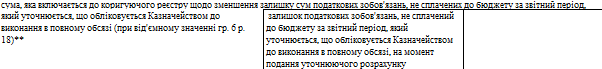 сума, яка включається до коригуючого реєстру щодо зменшення залишку сум податкових зобов'язань, не сплачених до бюджету за звітний період,
який уточнюється, що обліковується Казначейством до
виконання в повному обсязі (при від'ємному значенні гр. 6 р.
18)**
залишок податкових зобов'язань, не сплачений
до бюджету за звітний період, який
уточнюється, що обліковується Казначейством
до виконання в повному обсязі, на момент
подання уточнюючого розрахунку